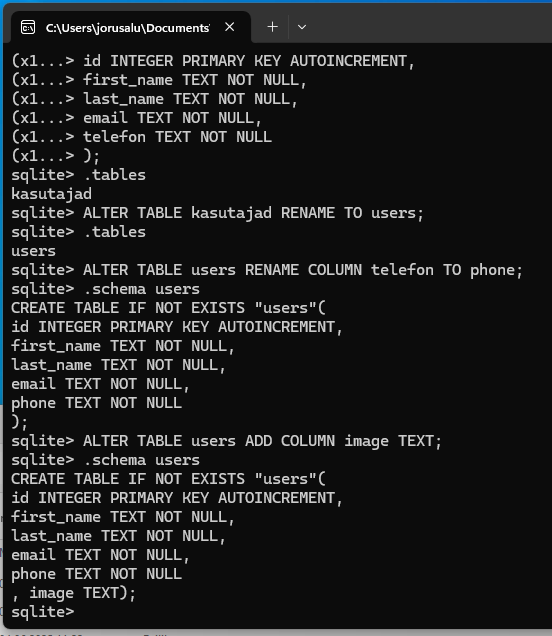 C:\Users\jorusalu\Documents\
(x1...> id INTEGER PRIMARY KEY AUTOINCREMENT,
(x1...> first_name TEXT NOT NULL,
(x1...> last_name TEXT NOT NULL,
(x1...> email TEXT NOT NULL,
(x1...> telefon TEXT NOT NULL
(x1...> );
sqlite> .tables
kasutajad
sqlite> ALTER TABLE kasutajad RENAME TO users;
sqlite> .tables
users
sqlite> ALTER TABLE users RENAME COLUMN telefon TO phone;
sqlite> .schema users
CREATE TABLE IF NOT EXISTS "users"(
id INTEGER PRIMARY KEY AUTOINCREMENT,
first_name TEXT NOT NULL,
last_name TEXT NOT NULL,
email TEXT NOT NULL,
phone TEXT NOT NULL
);
sqlite> ALTER TABLE users ADD COLUMN image TEXT;
sqlite> .schema users
CREATE TABLE IF NOT EXISTS "users"(
id INTEGER PRIMARY KEY AUTOINCREMENT,
first_name TEXT NOT NULL,
last_name TEXT NOT NULL,
email TEXT NOT NULL,
phone TEXT NOT NULL
, image TEXT);
sqlite>